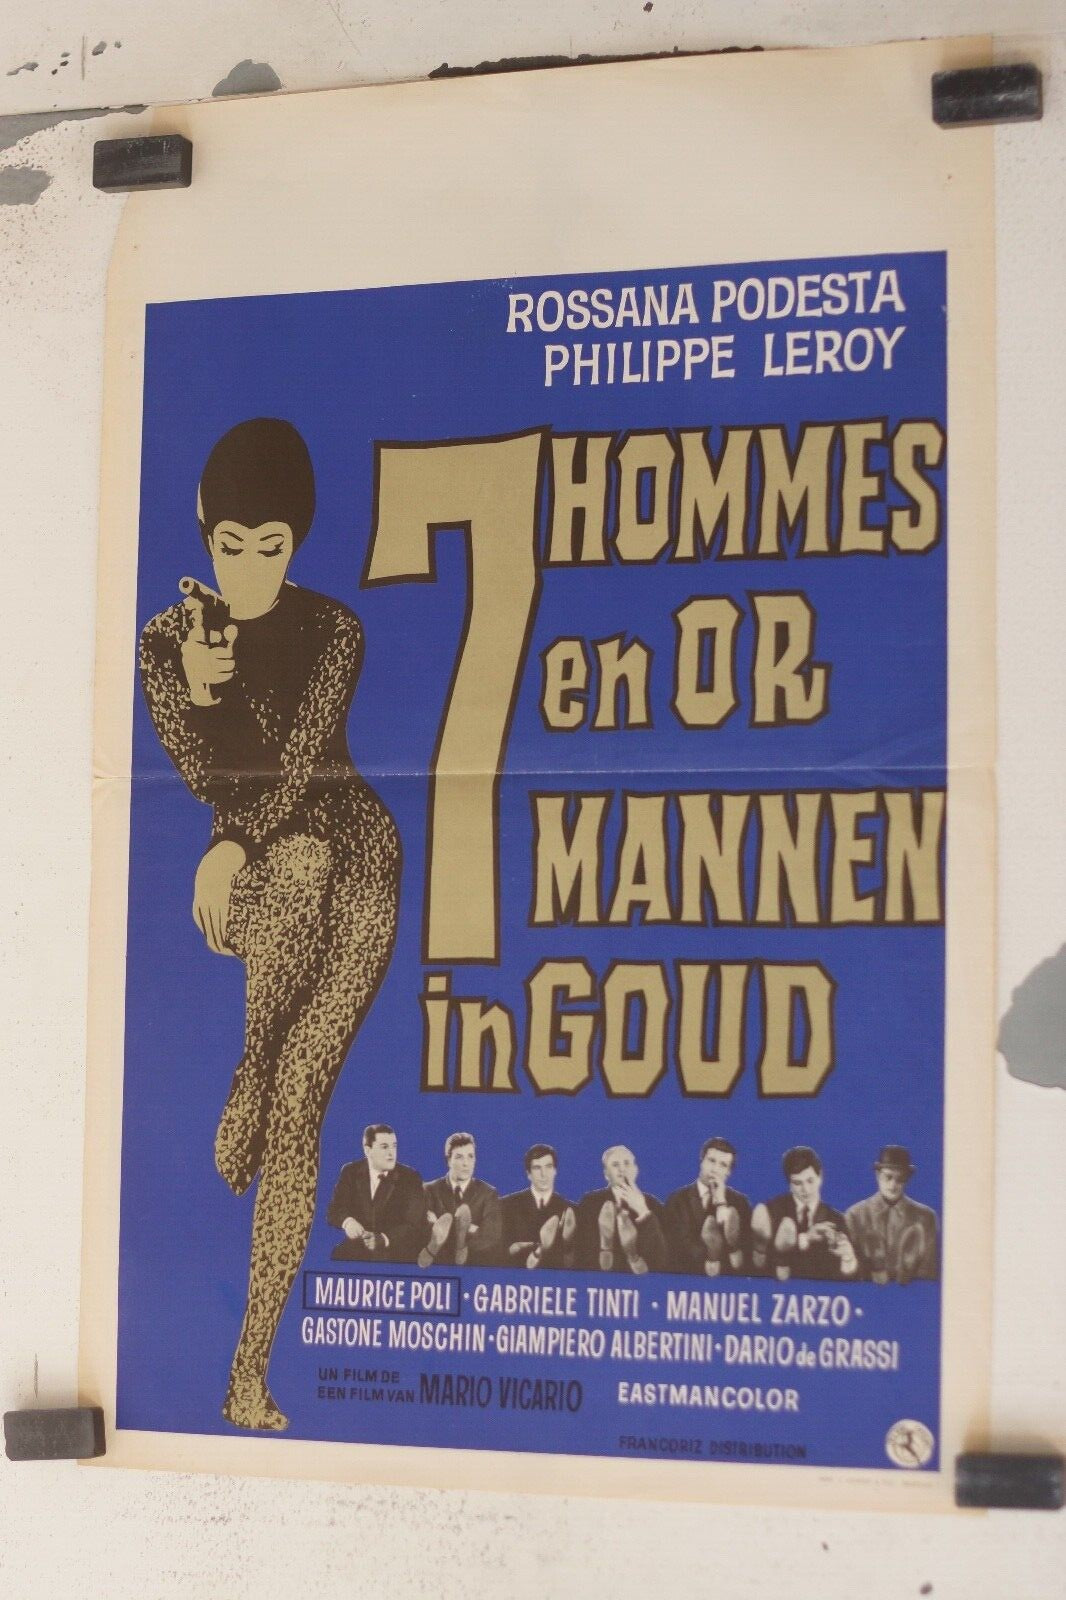 ROSSANA PODESTA
PHILIPPE LEROY
7 HOMMES
en OR
MANNEN
in GOUD
MAURICE POLI · GABRIELE TINTI · MANUEL ZARZO ·
GASTONE MOSCHIN · GIAMPIERO ALBERTINI · DARIO de GRASSI
UN FILM DE
EEN FILM VAN MARIO VICARIO
EASTMANCOLOR
FRANCORIZ DISTRIBUTION